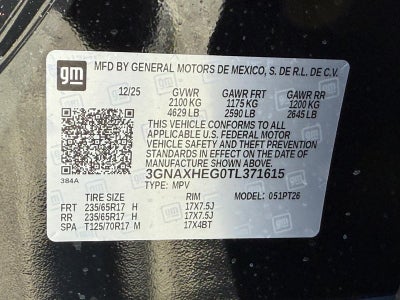 gm MFD BY GENERAL MOTORS DE MEXICO, S. DE R.L. DE C.V.
12/25 GVWR GAWR FRT GAWR RR
2100 KG 1175 KG 1200 KG
4629 LB 2590 LB 2645 LB
THIS VEHICLE CONFORMS TO ALL APPLICABLE
U.S. FEDERAL MOTOR
VEHICLE SAFETY AND THEFT PREVENTION
STANDARDS IN EFFECT ON THE DATE OF
MANUFACTURE SHOWN ABOVE.
384A 3GNAXHEG0TL371615
TYPE: MPV
TIRE SIZE RIM MODEL: 051PT26
FRT 235/65R17 H 17X7.5J
RR 235/65R17 H 17X7.5J
SPA T125/70R17 M 17X4BT